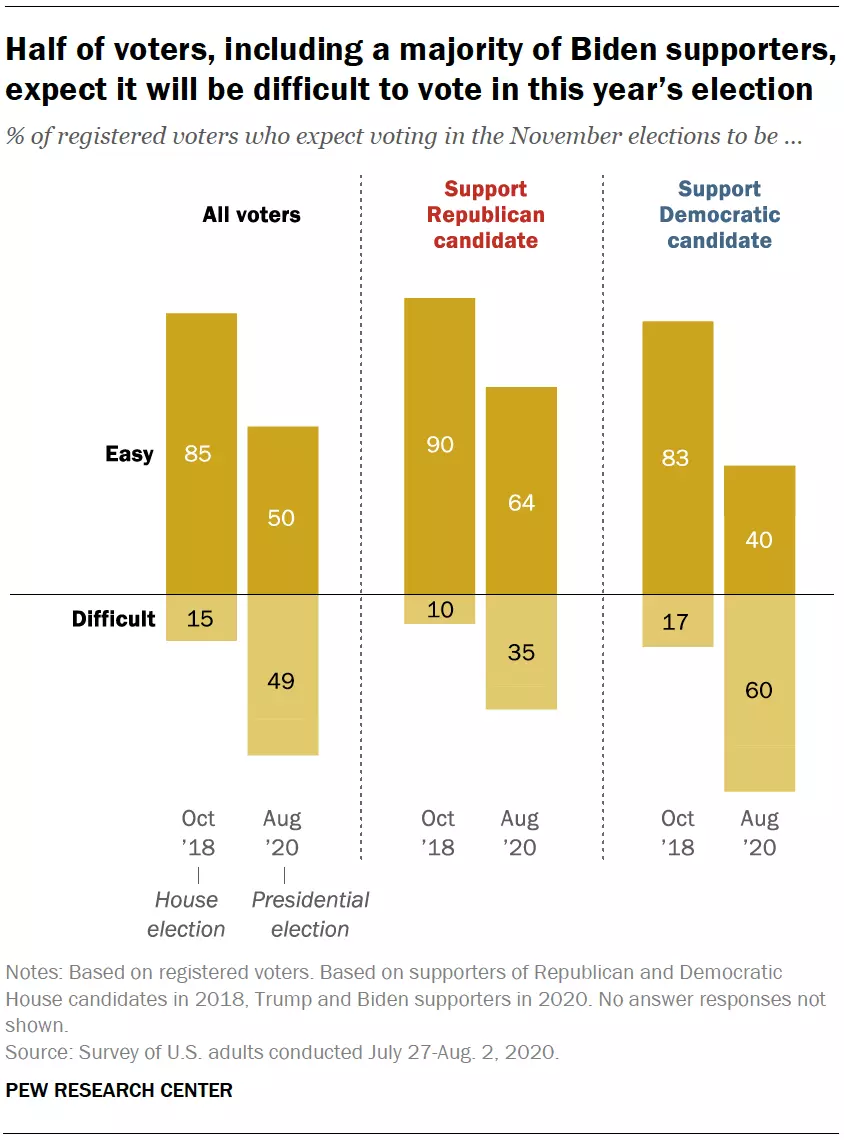 Half of voters, including a majority of Biden supporters,
expect it will be difficult to vote in this year’s election
% of registered voters who expect voting in the November elections to be ...
All voters
Support
Republican
candidate
Support
Democratic
candidate
Easy
85
50
90
64
83
40
Difficult
15
49
10
35
17
60
Oct
’18
Aug
’20
Oct
’18
Aug
’20
Oct
’18
Aug
’20
House
election
Presidential
election
Notes: Based on registered voters. Based on supporters of Republican and Democratic
House candidates in 2018, Trump and Biden supporters in 2020. No answer responses not
shown.
Source: Survey of U.S. adults conducted July 27-Aug. 2, 2020.
PEW RESEARCH CENTER